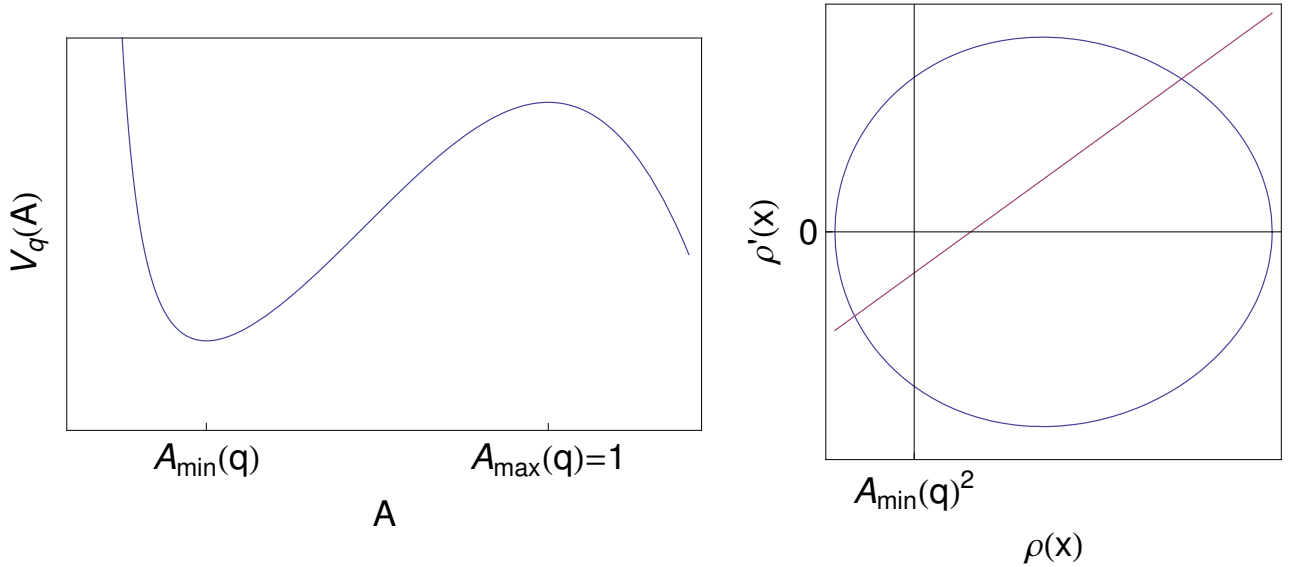 V_q(A)
A_min(q)
A_max(q)=1
A
ρ'(x)
0
A_min(q)²
ρ(x)